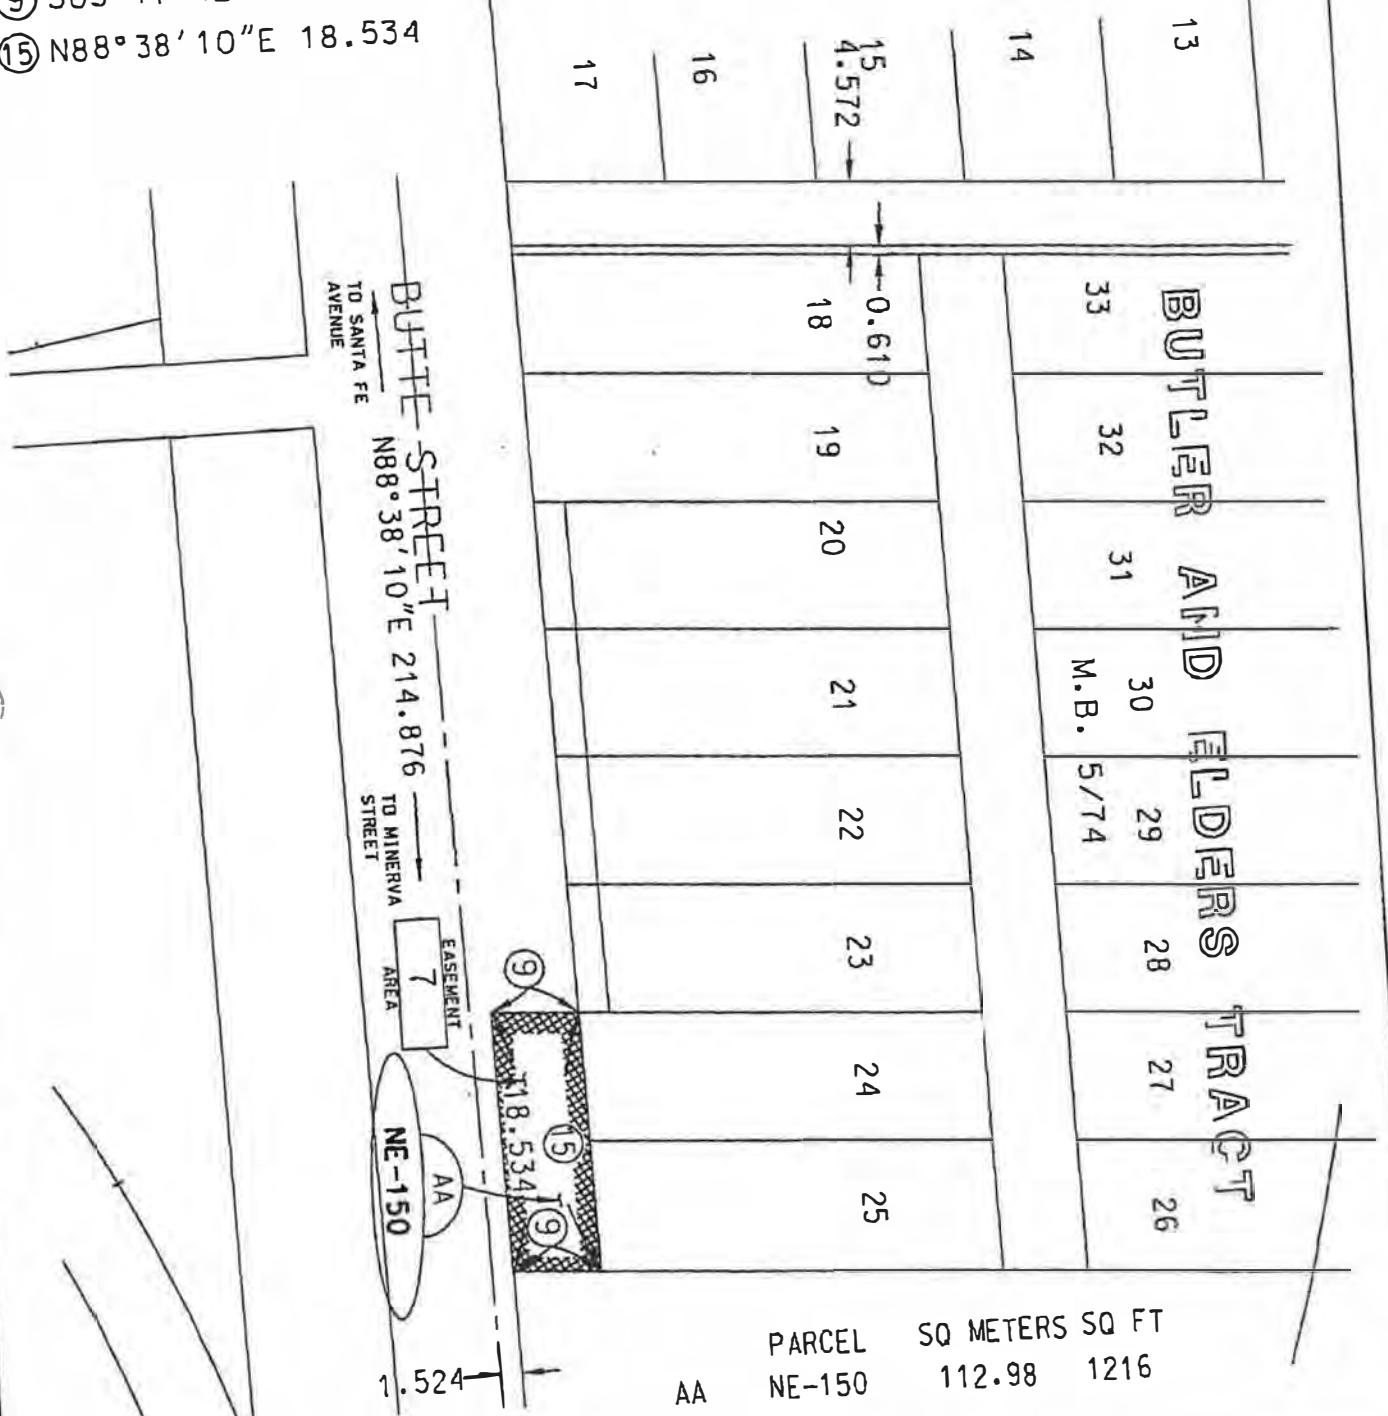 (15) N88°38'10"E 18.534
13
14
15
4.572
16
17
0.610
18
19
20
21
22
23
24
25
33
32
31
30
29
28
27
26
BUTLER AND ELDERS TRACT
M.B. 5/74
BUTTE STREET
TO SANTA FE
AVENUE
N88°38'10"E 214.876
TO MINERVA
STREET
EASEMENT
7
AREA
9
18.534
15
9
AA
NE-150
1.524
PARCEL SQ METERS SQ FT
AA NE-150 112.98 1216